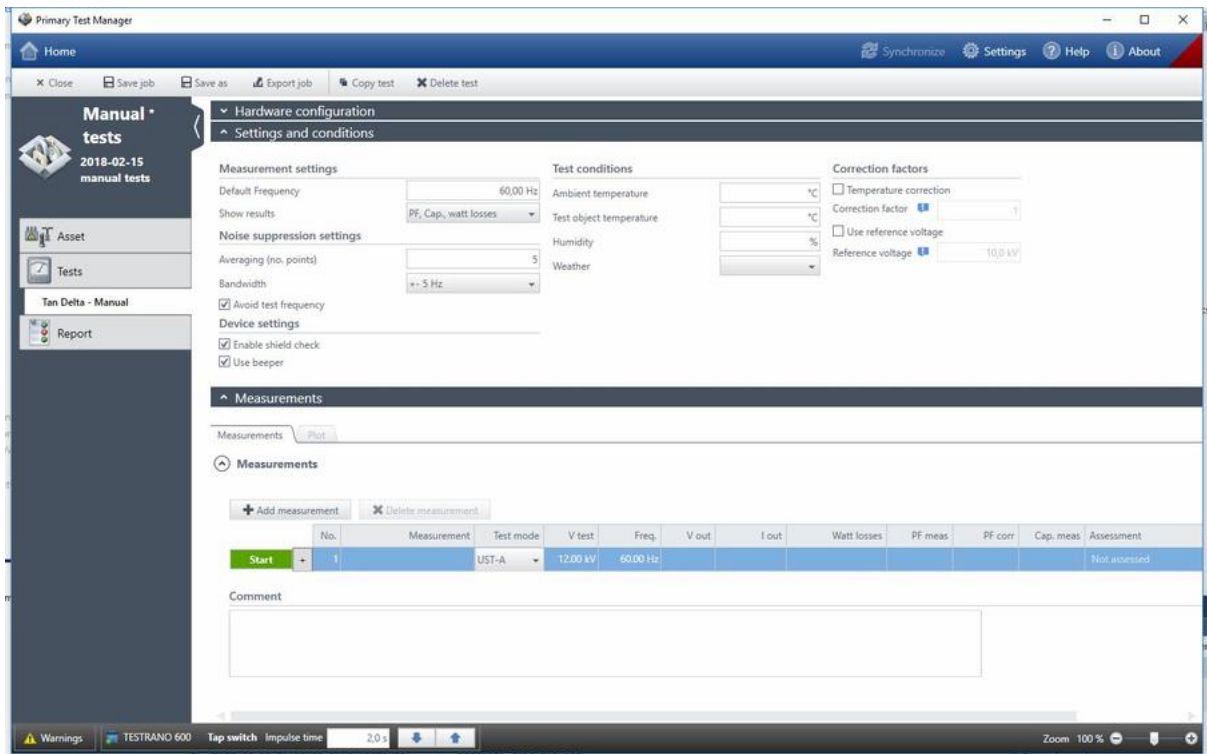 Primary Test Manager
Home
Synchronize Settings Help About
Close Save job Save as Export job Copy test Delete test
Manual *
tests
2018-02-15
manual tests
Asset
Tests
Tan Delta - Manual
Report
Hardware configuration
Settings and conditions
Measurement settings
Default Frequency 60,00 Hz
Show results PF, Cap., watt losses
Noise suppression settings
Averaging (no. points) 5
Bandwidth +- 5 Hz
Avoid test frequency
Device settings
Enable shield check
Use beeper
Test conditions
Ambient temperature °C
Test object temperature °C
Humidity %
Weather
Correction factors
Temperature correction
Correction factor 1
Use reference voltage
Reference voltage 10,0 kV
Measurements
Measurements Plot
Measurements
Add measurement Delete measurement
No. Measurement Test mode V test Freq. V out I out Watt losses PF meas PF corr Cap. meas Assessment
Start + 1 UST-A 12.00 kV 60.00 Hz Not assessed
Comment
Warnings TESTRANO 600 Tap switch Impulse time 2,0 s Zoom 100 %